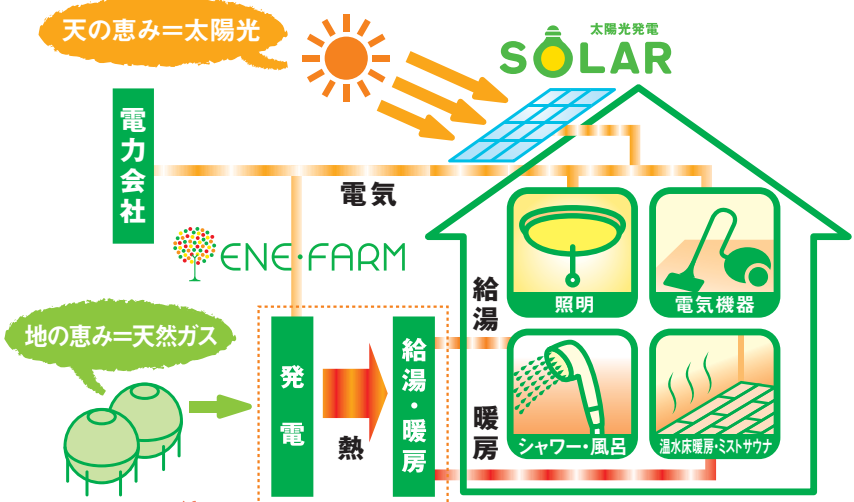 天の恵み＝太陽光
太陽光発電
SOLAR
電力会社
電気
ENE・FARM
照明
電気機器
給湯
地の恵み＝天然ガス
発電
熱
給湯・暖房
暖房
シャワー・風呂
温水床暖房・ミストサウナ